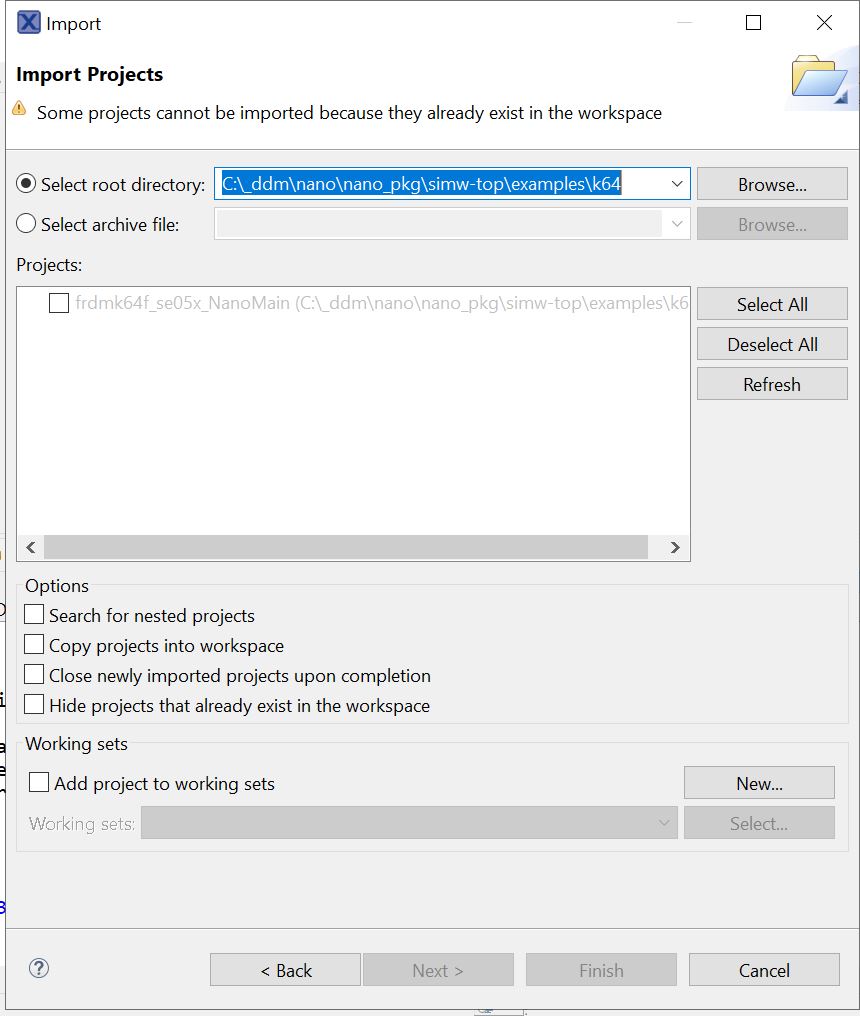 Import
Import Projects
Some projects cannot be imported because they already exist in the workspace
Select root directory: C:\_ddm\nano\nano_pkg\simw-top\examples\k64 Browse...
Select archive file: Browse...
Projects:
frdmk64f_se05x_NanoMain (C:\_ddm\nano\nano_pkg\simw-top\examples\k6
Select All
Deselect All
Refresh
Options
Search for nested projects
Copy projects into workspace
Close newly imported projects upon completion
Hide projects that already exist in the workspace
Working sets
Add project to working sets New...
Working sets: Select...
? < Back Next > Finish Cancel